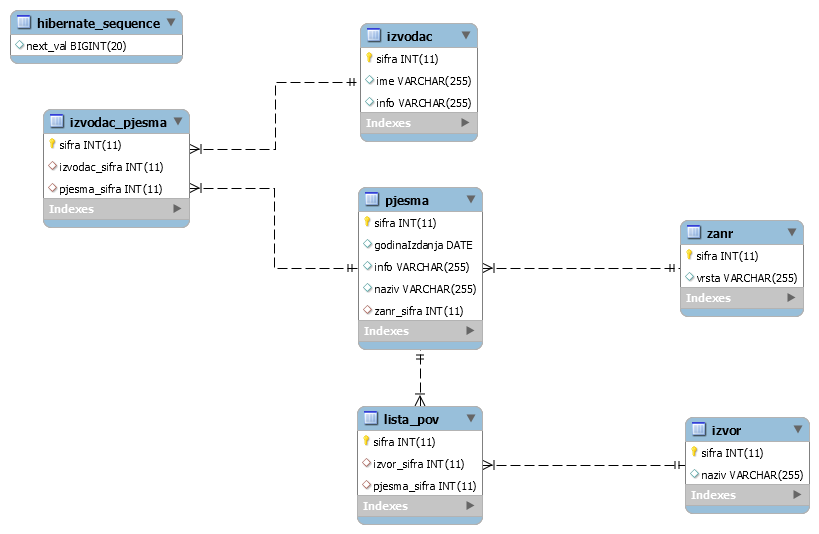 hibernate_sequence
next_val BIGINT(20)
izvodac
sifra INT(11)
ime VARCHAR(255)
info VARCHAR(255)
Indexes
izvodac_pjesma
sifra INT(11)
izvodac_sifra INT(11)
pjesma_sifra INT(11)
Indexes
pjesma
sifra INT(11)
godinaIzdanja DATE
info VARCHAR(255)
naziv VARCHAR(255)
zanr_sifra INT(11)
Indexes
zanr
sifra INT(11)
vrsta VARCHAR(255)
Indexes
lista_pov
sifra INT(11)
izvor_sifra INT(11)
pjesma_sifra INT(11)
Indexes
izvor
sifra INT(11)
naziv VARCHAR(255)
Indexes